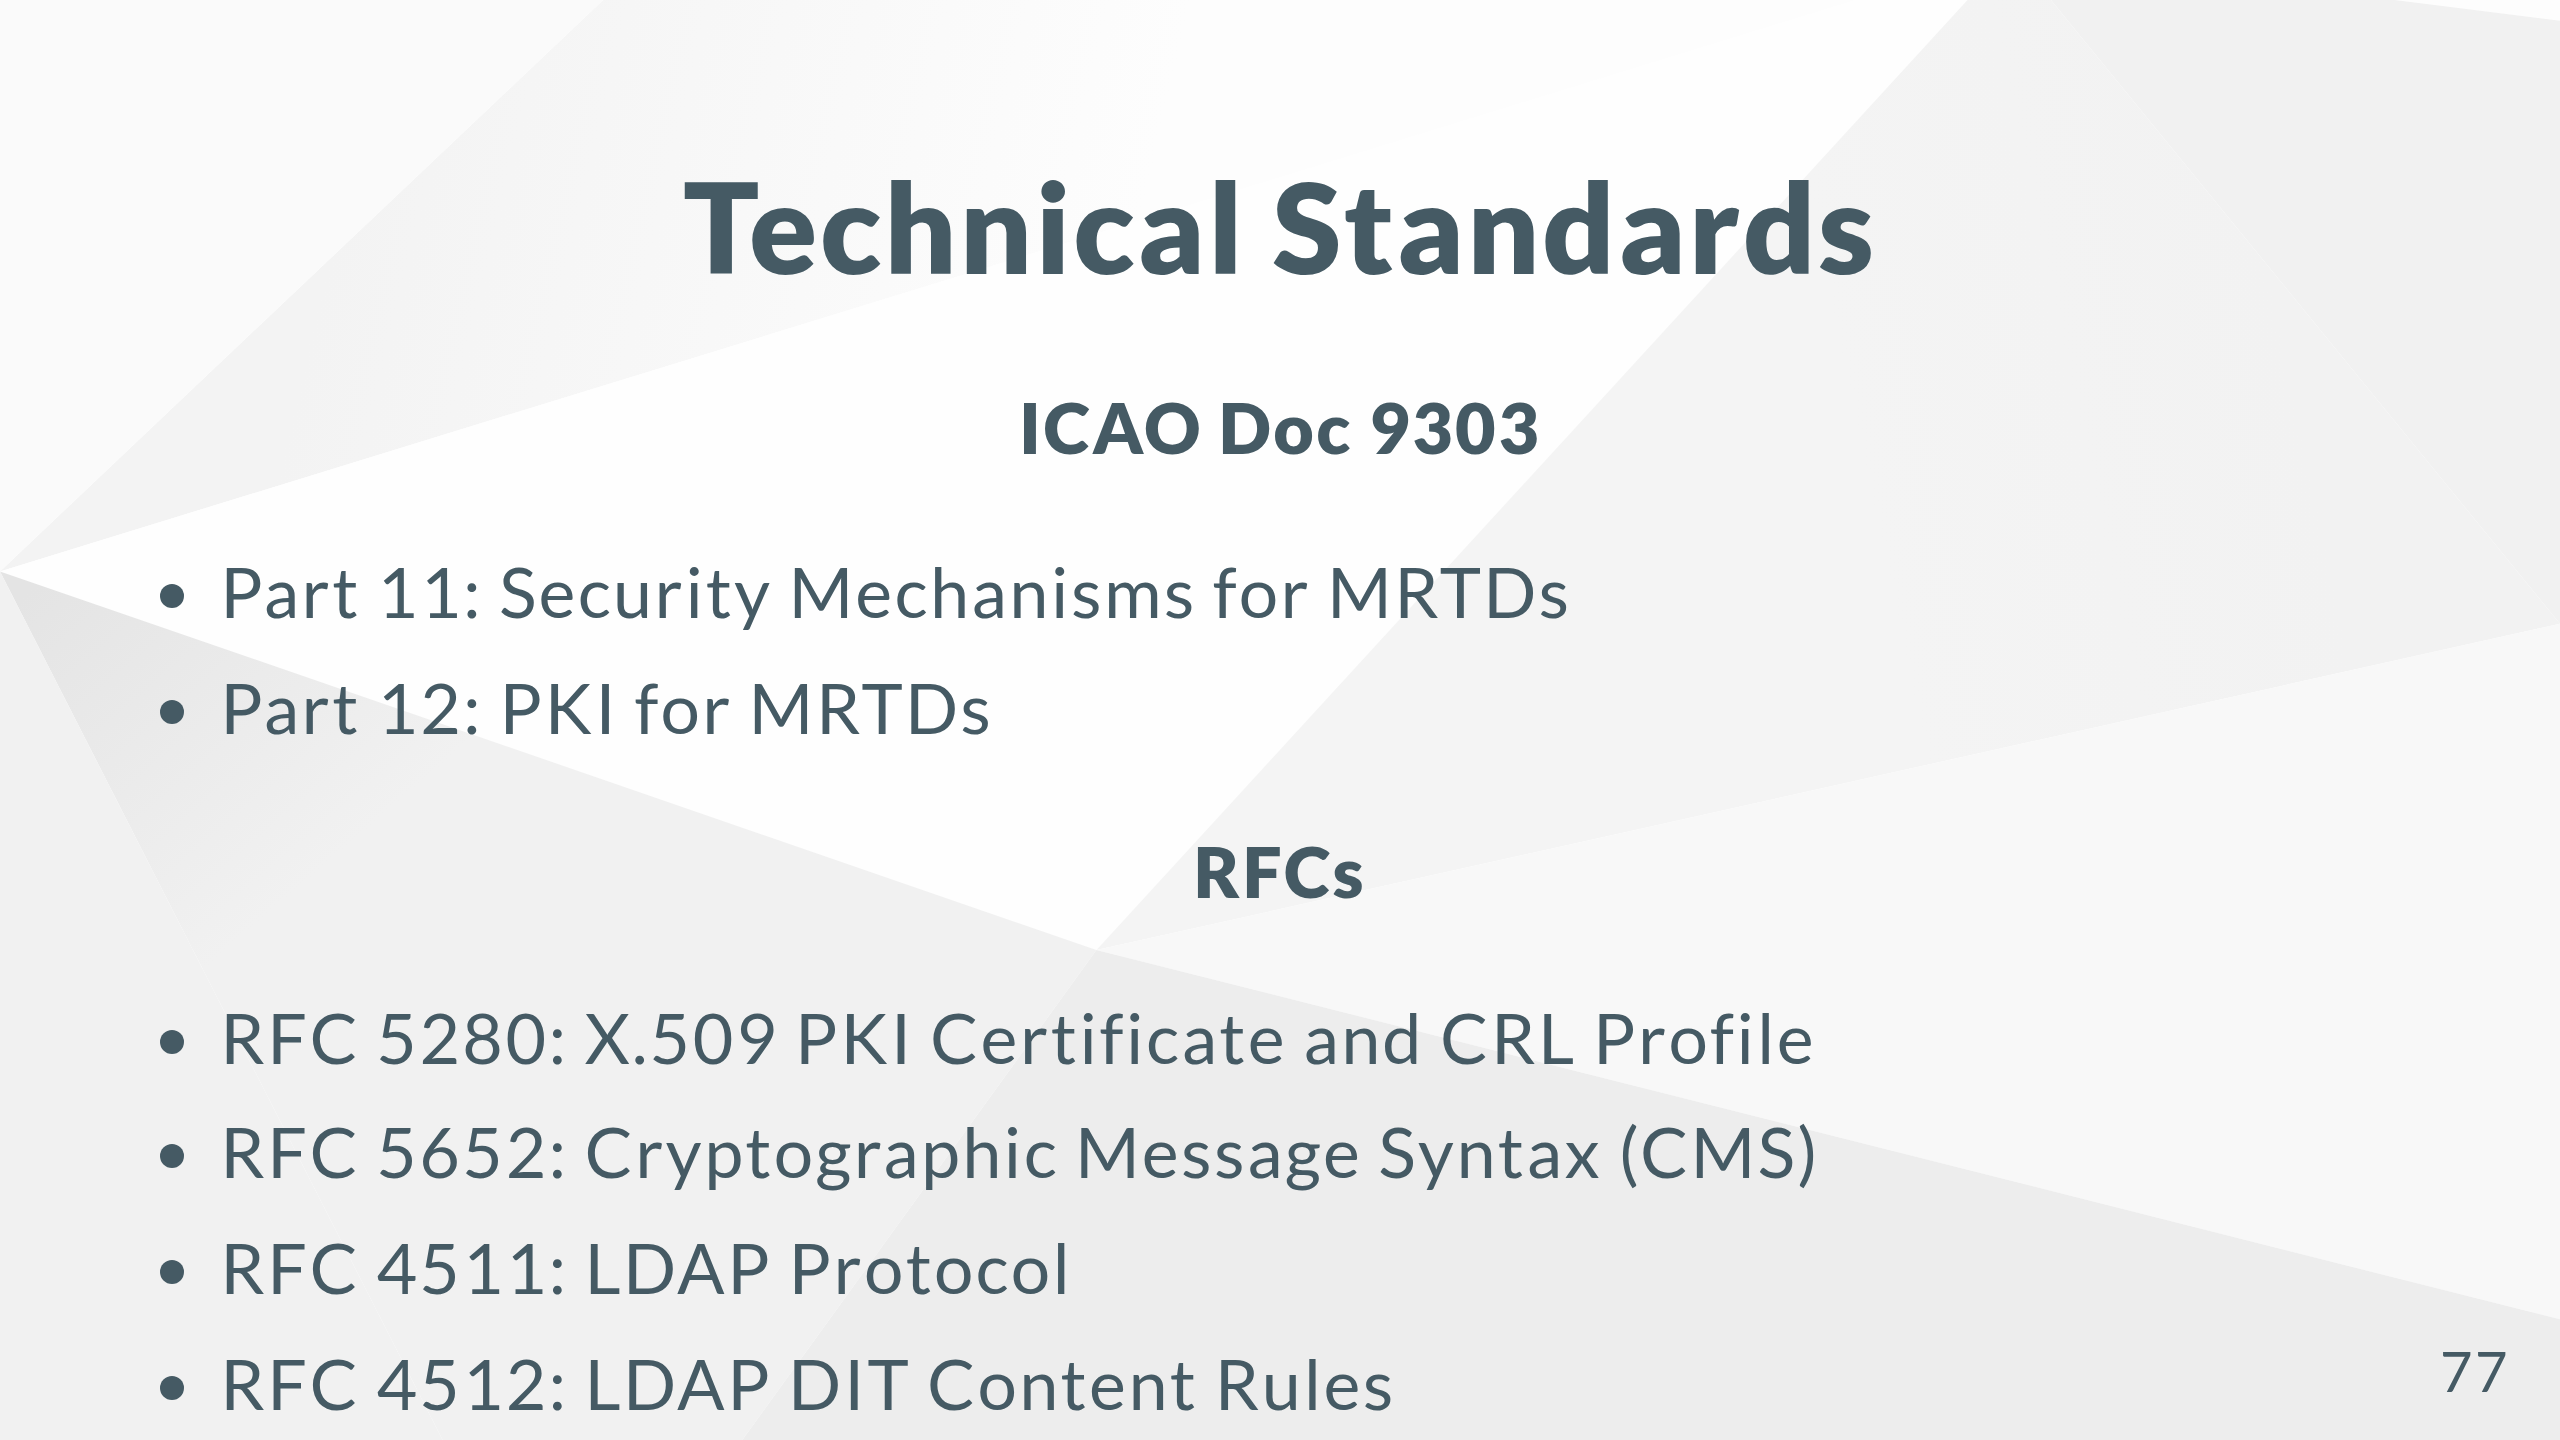 Technical Standards
ICAO Doc 9303
• Part 11: Security Mechanisms for MRTDs
• Part 12: PKI for MRTDs
RFCs
• RFC 5280: X.509 PKI Certificate and CRL Profile
• RFC 5652: Cryptographic Message Syntax (CMS)
• RFC 4511: LDAP Protocol
• RFC 4512: LDAP DIT Content Rules
77